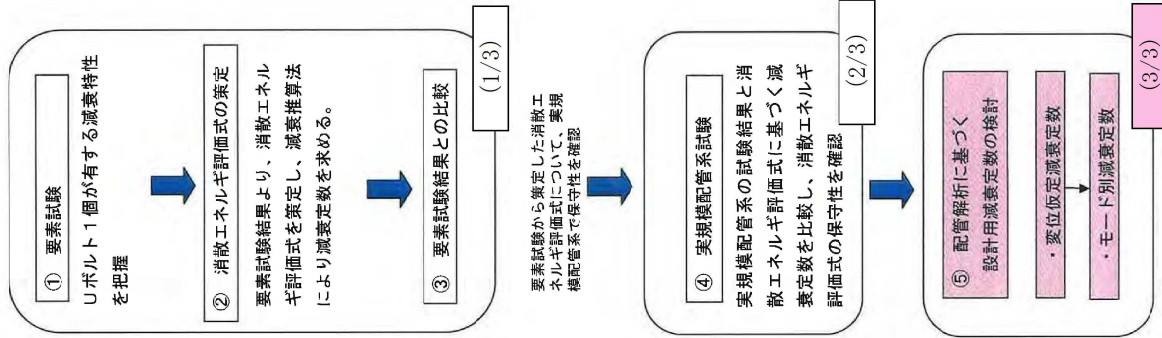 ① 要素試験
Uボルト1個が有する減衰特性
を把握
② 消散エネルギ評価式の策定
要素試験結果より、消散エネル
ギ評価式を策定し、減衰推算法
により減衰定数を求める。
③ 要素試験結果との比較
(1/3)
要素試験から策定した消散エ
ネルギ評価式について、実規
模配管系で保守性を確認
④ 実規模配管系試験
実規模配管系の試験結果と消
散エネルギ評価式に基づく減
衰定数を比較し、消散エネルギ
評価式の保守性を確認
(2/3)
⑤ 配管解析に基づく
設計用減衰定数の検討
・変位仮定減衰定数
・モード別減衰定数
(3/3)